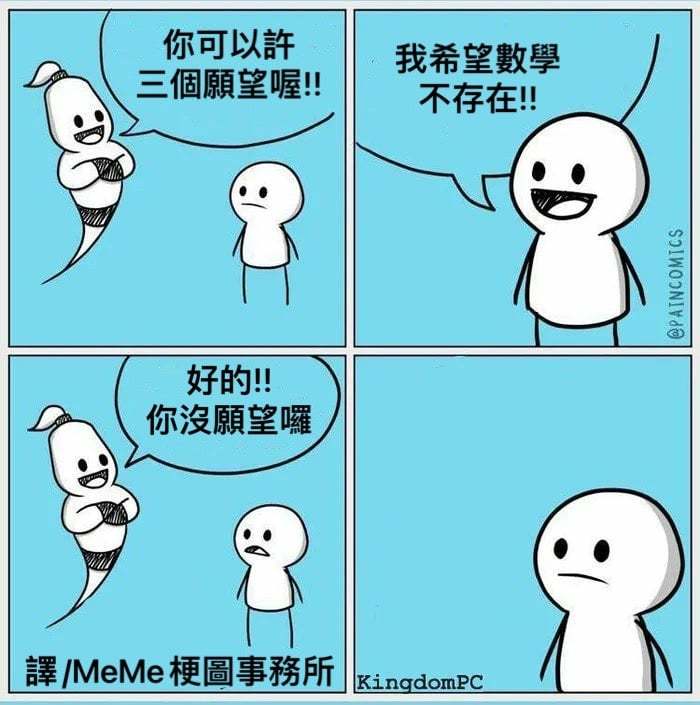 你可以許
三個願望喔!!
我希望數學
不存在!!
@PAINCOMICS
好的!!
你沒願望囉
譯/MeMe梗圖事務所
KingdomPC